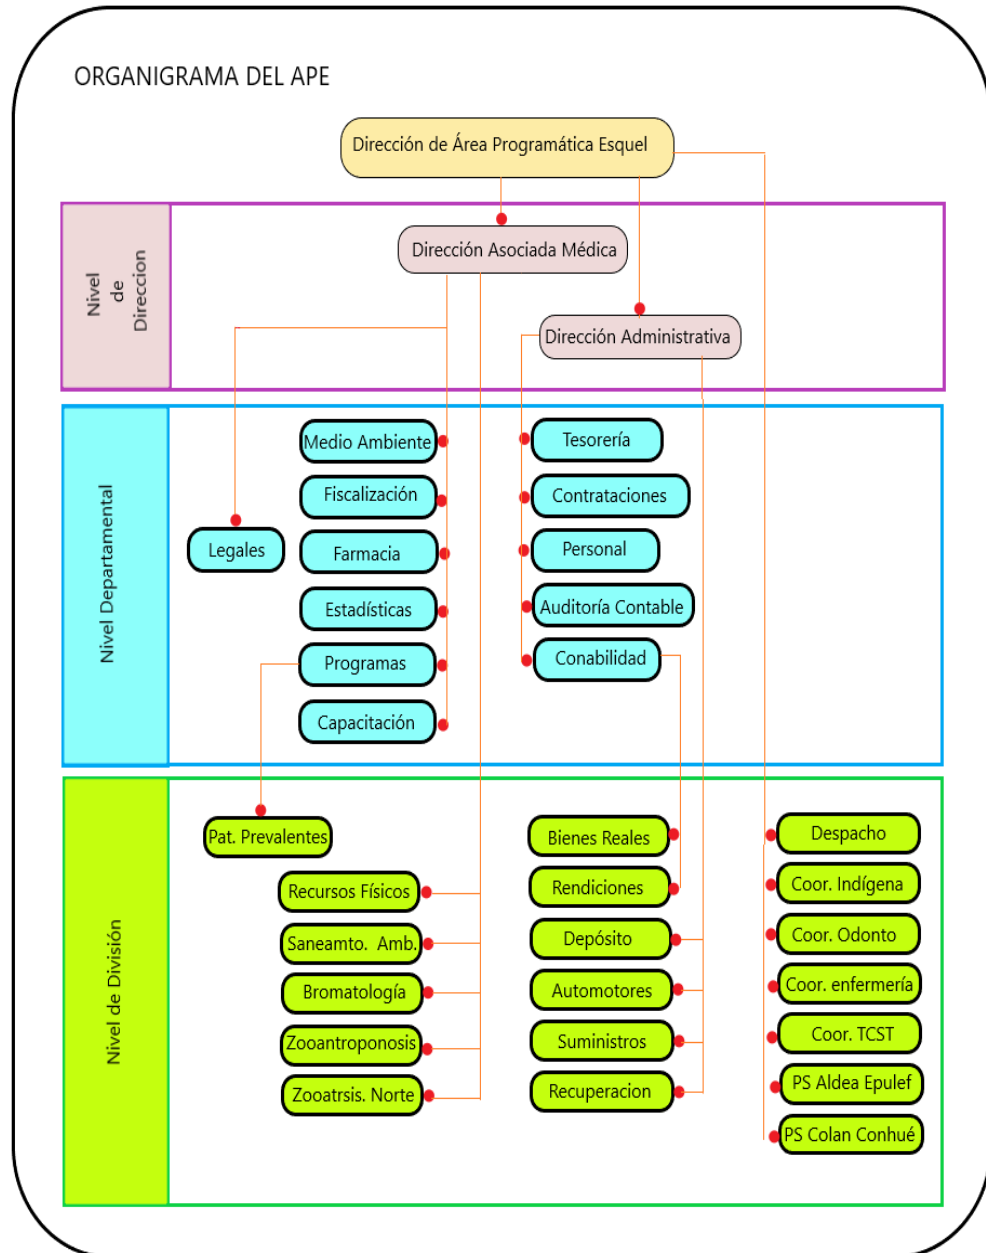 ORGANIGRAMA DEL APE
Dirección de Área Programática Esquel
Nivel
de
Direccion
Dirección Asociada Médica
Dirección Administrativa
Nivel Departamental
Medio Ambiente
Fiscalización
Legales
Farmacia
Estadísticas
Programas
Capacitación
Tesorería
Contrataciones
Personal
Auditoría Contable
Conabilidad
Nivel de División
Pat. Prevalentes
Recursos Físicos
Saneamto. Amb.
Bromatología
Zooantroponosis
Zooatrsis. Norte
Bienes Reales
Rendiciones
Depósito
Automotores
Suministros
Recuperacion
Despacho
Coor. Indígena
Coor. Odonto
Coor. enfermería
Coor. TCST
PS Aldea Epulef
PS Colan Conhué